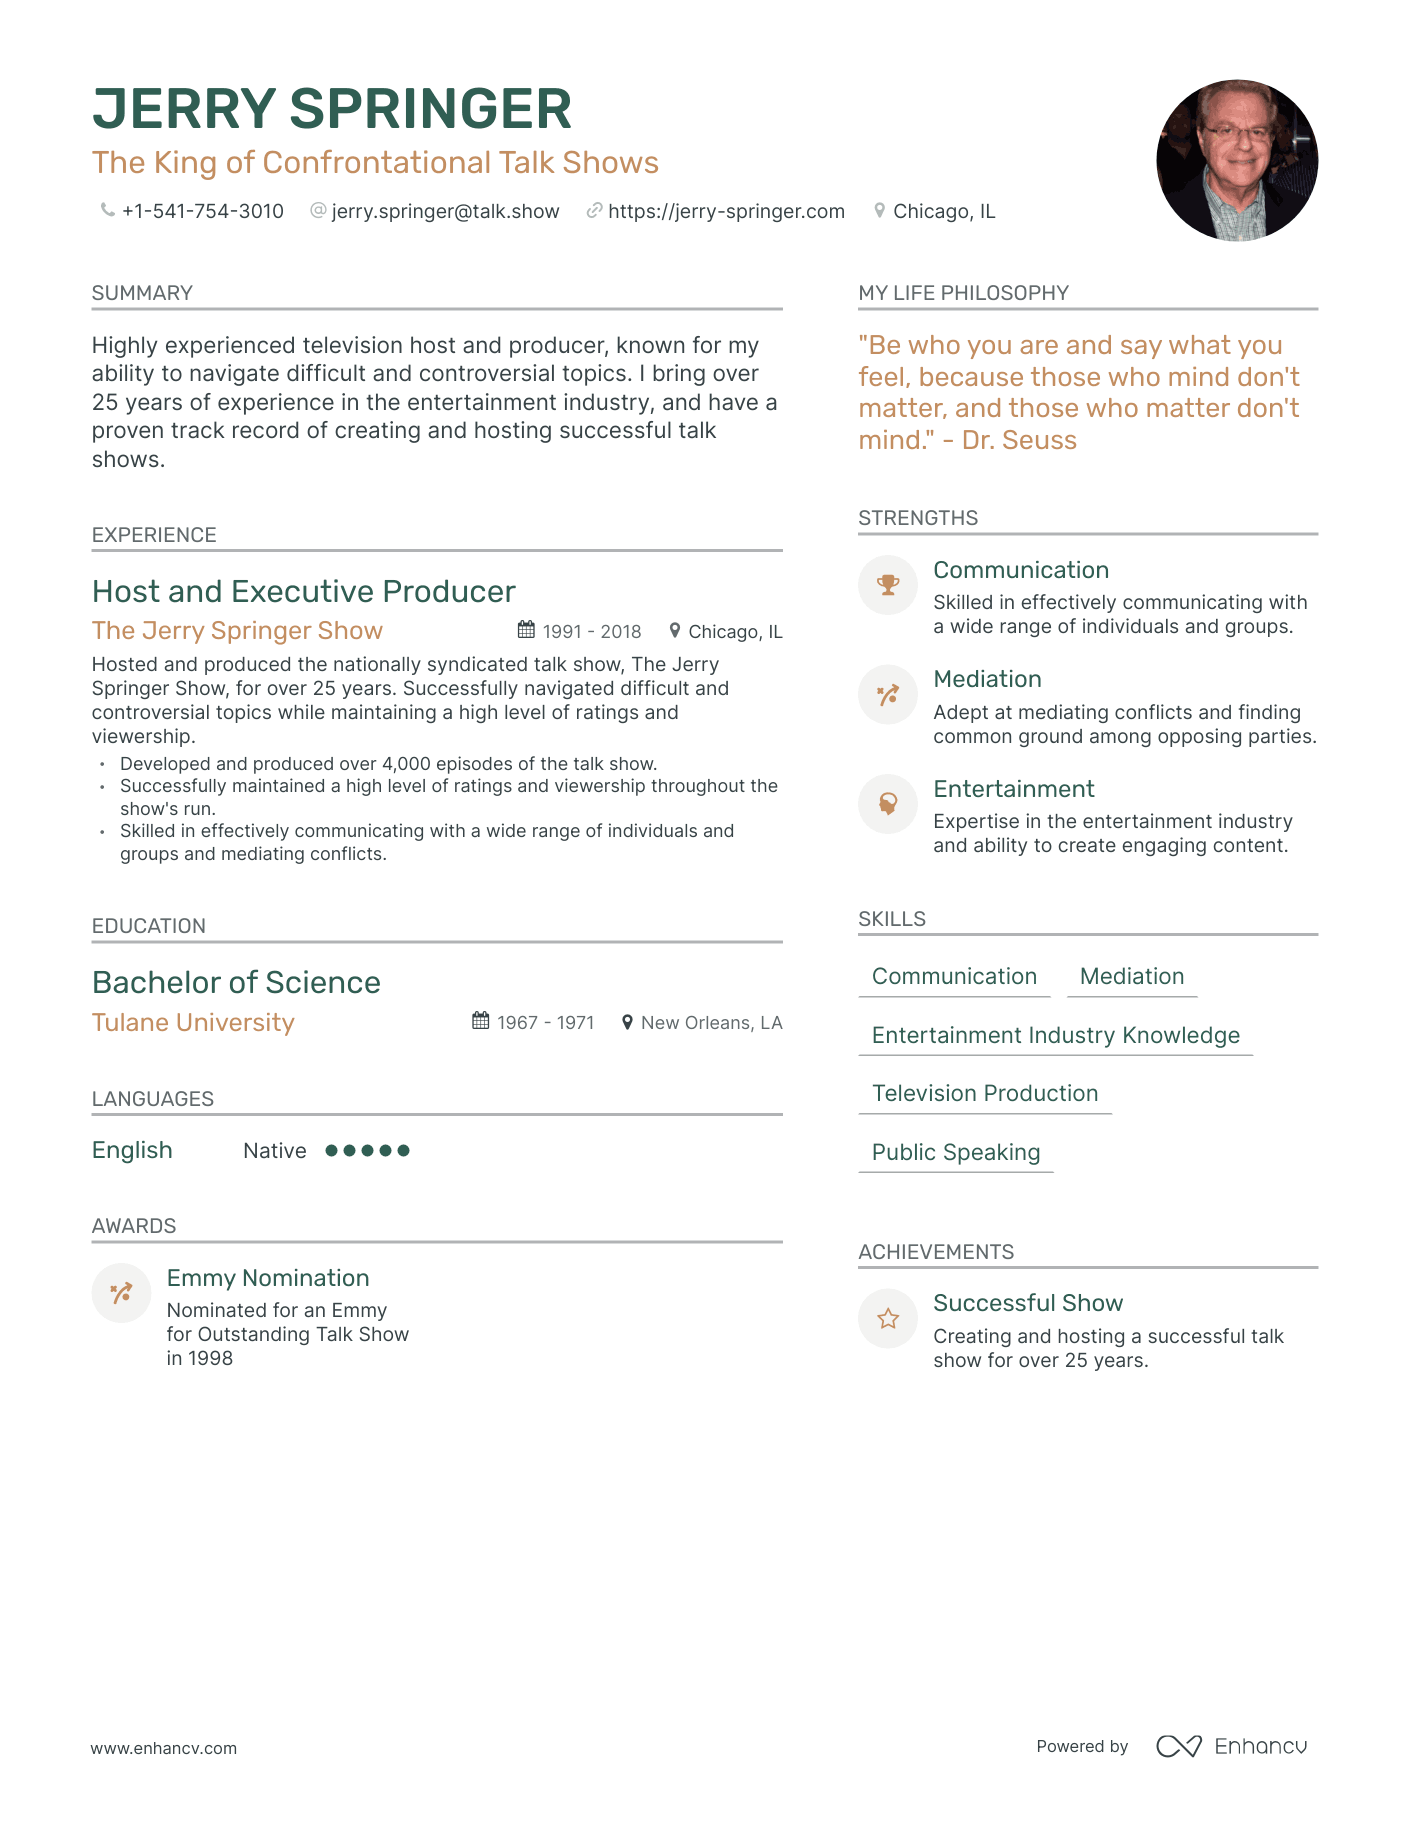 JERRY SPRINGER
The King of Confrontational Talk Shows
+1-541-754-3010 jerry.springer@talk.show https://jerry-springer.com Chicago, IL
SUMMARY
Highly experienced television host and producer, known for my
ability to navigate difficult and controversial topics. I bring over
25 years of experience in the entertainment industry, and have a
proven track record of creating and hosting successful talk
shows.
EXPERIENCE
Host and Executive Producer
The Jerry Springer Show 1991 - 2018 Chicago, IL
Hosted and produced the nationally syndicated talk show, The Jerry
Springer Show, for over 25 years. Successfully navigated difficult and
controversial topics while maintaining a high level of ratings and
viewership.
• Developed and produced over 4,000 episodes of the talk show.
• Successfully maintained a high level of ratings and viewership throughout the
show's run.
• Skilled in effectively communicating with a wide range of individuals and
groups and mediating conflicts.
EDUCATION
Bachelor of Science
Tulane University 1967 - 1971 New Orleans, LA
LANGUAGES
English Native
AWARDS
Emmy Nomination
Nominated for an Emmy
for Outstanding Talk Show
in 1998
MY LIFE PHILOSOPHY
"Be who you are and say what you
feel, because those who mind don't
matter, and those who matter don't
mind." - Dr. Seuss
STRENGTHS
Communication
Skilled in effectively communicating with
a wide range of individuals and groups.
Mediation
Adept at mediating conflicts and finding
common ground among opposing parties.
Entertainment
Expertise in the entertainment industry
and ability to create engaging content.
SKILLS
Communication Mediation
Entertainment Industry Knowledge
Television Production
Public Speaking
ACHIEVEMENTS
Successful Show
Creating and hosting a successful talk
show for over 25 years.
www.enhancv.com
Powered by Enhancv